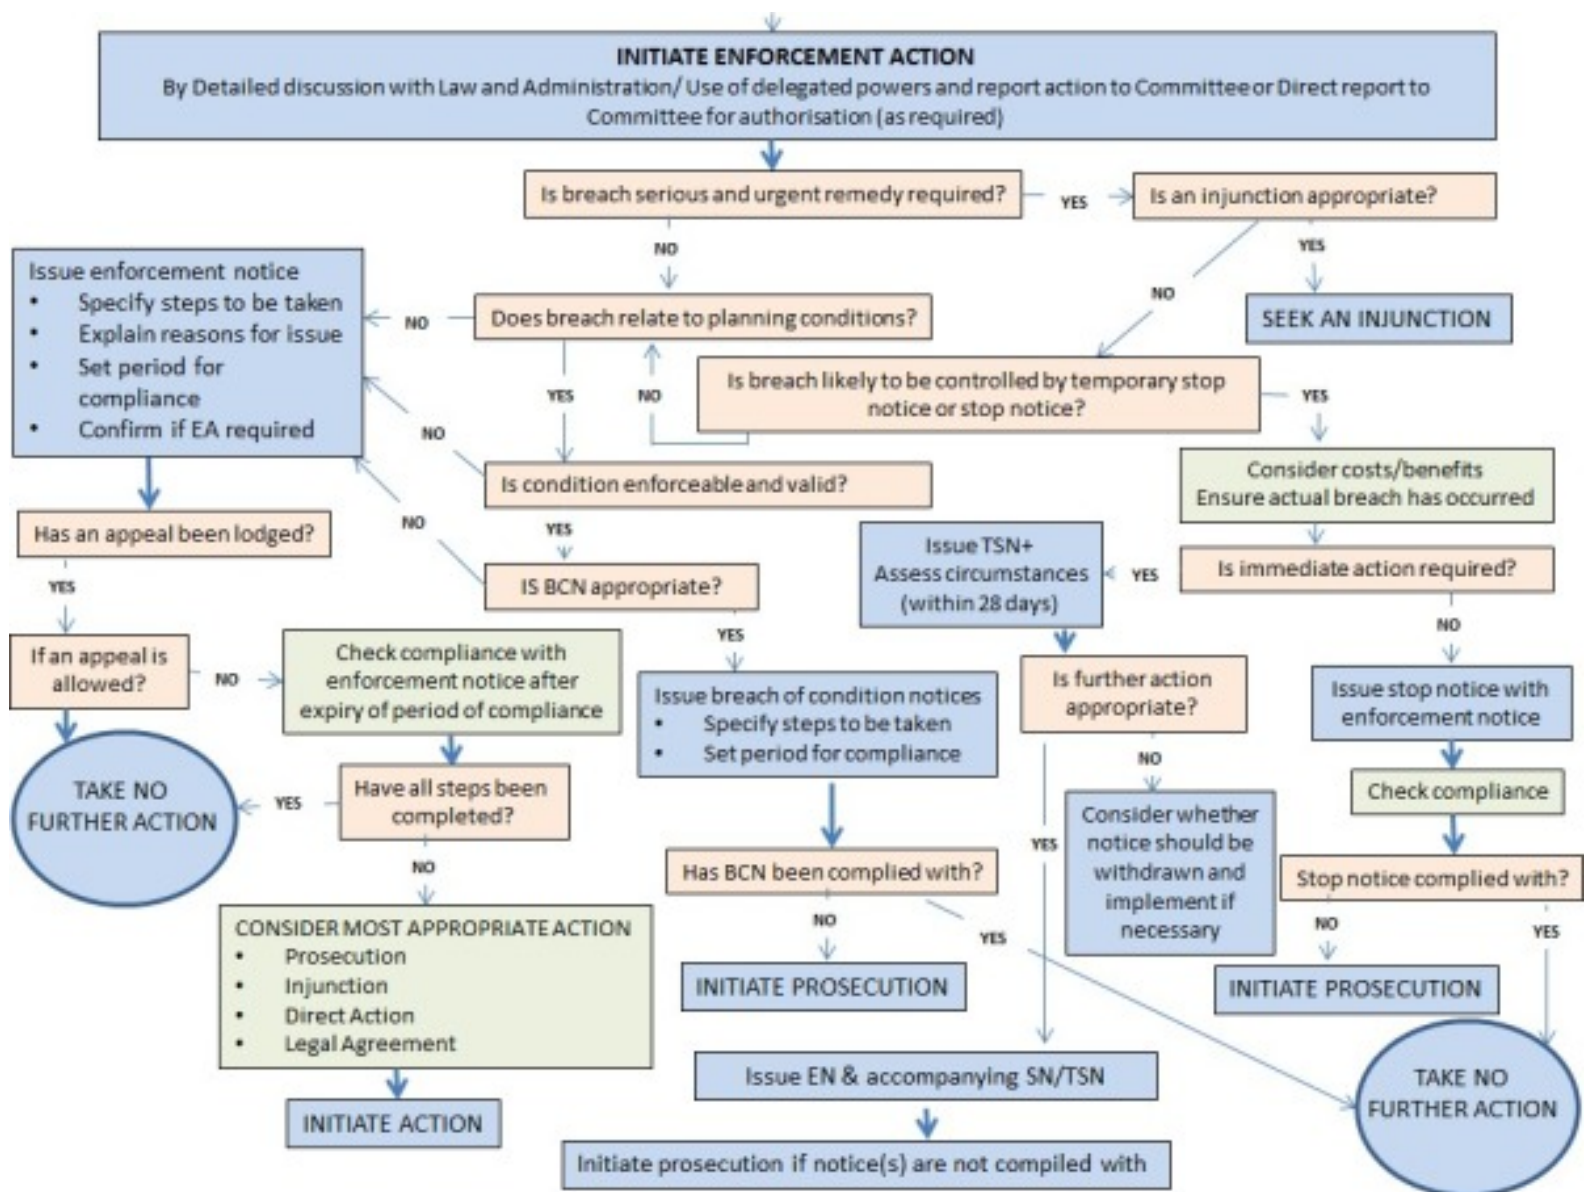 INITIATE ENFORCEMENT ACTION
By Detailed discussion with Law and Administration/ Use of delegated powers and report action to Committee or Direct report to
Committee for authorisation (as required)
Is breach serious and urgent remedy required?
YES
Is an injunction appropriate?
NO
YES
NO
SEEK AN INJUNCTION
Issue enforcement notice
• Specify steps to be taken
• Explain reasons for issue
• Set period for
compliance
• Confirm if EA required
NO
Does breach relate to planning conditions?
YES
NO
Is breach likely to be controlled by temporary stop
notice or stop notice?
YES
NO
Is condition enforceable and valid?
Consider costs/benefits
Ensure actual breach has occurred
Has an appeal been lodged?
NO
YES
IS BCN appropriate?
Issue TSN+
Assess circumstances
(within 28 days)
YES
Is immediate action required?
YES
YES
NO
If an appeal is
allowed?
NO
Check compliance with
enforcement notice after
expiry of period of compliance
Issue breach of condition notices
• Specify steps to be taken
• Set period for compliance
Is further action
appropriate?
Issue stop notice with
enforcement notice
TAKE NO
FURTHER ACTION
YES
Have all steps been
completed?
NO
Check compliance
Consider whether
notice should be
withdrawn and
implement if
necessary
YES
NO
Has BCN been complied with?
Stop notice complied with?
CONSIDER MOST APPROPRIATE ACTION
• Prosecution
• Injunction
• Direct Action
• Legal Agreement
NO
YES
NO
YES
INITIATE PROSECUTION
INITIATE PROSECUTION
INITIATE ACTION
Issue EN & accompanying SN/TSN
TAKE NO
FURTHER ACTION
Initiate prosecution if notice(s) are not compiled with